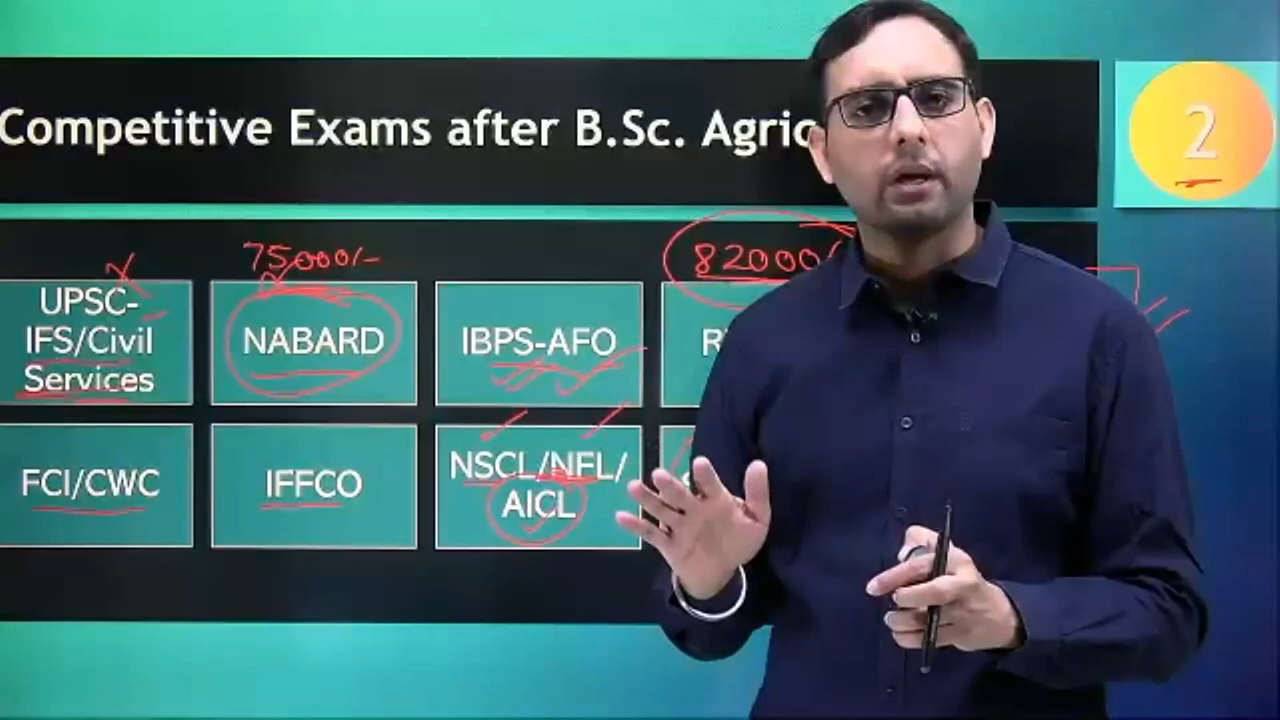 Competitive Exams after B.Sc. Agric
2
75000/-
82000/
UPSC-
IFS/Civil
Services
NABARD
IBPS-AFO
R
FCI/CWC
IFFCO
NSCL/NFL/
AICL